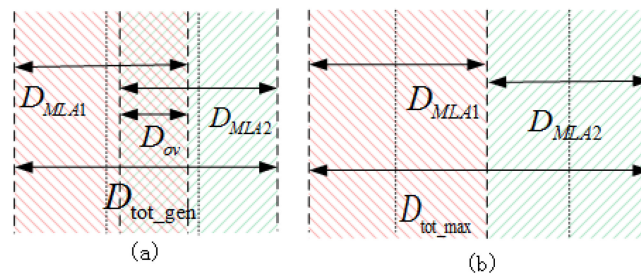 D_MLA1
D_MLA2
D_ov
D_tot_gen
(a)
D_MLA1
D_MLA2
D_tot_max
(b)